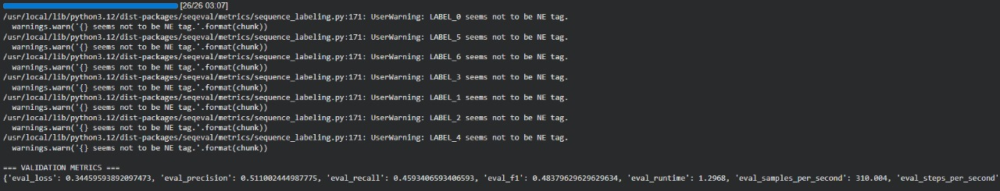 [26/26 03:07]
/usr/local/lib/python3.12/dist-packages/seqeval/metrics/sequence_labeling.py:171: UserWarning: LABEL_0 seems not to be NE tag.
  warnings.warn('{} seems not to be NE tag.'.format(chunk))
/usr/local/lib/python3.12/dist-packages/seqeval/metrics/sequence_labeling.py:171: UserWarning: LABEL_5 seems not to be NE tag.
  warnings.warn('{} seems not to be NE tag.'.format(chunk))
/usr/local/lib/python3.12/dist-packages/seqeval/metrics/sequence_labeling.py:171: UserWarning: LABEL_6 seems not to be NE tag.
  warnings.warn('{} seems not to be NE tag.'.format(chunk))
/usr/local/lib/python3.12/dist-packages/seqeval/metrics/sequence_labeling.py:171: UserWarning: LABEL_3 seems not to be NE tag.
  warnings.warn('{} seems not to be NE tag.'.format(chunk))
/usr/local/lib/python3.12/dist-packages/seqeval/metrics/sequence_labeling.py:171: UserWarning: LABEL_1 seems not to be NE tag.
  warnings.warn('{} seems not to be NE tag.'.format(chunk))
/usr/local/lib/python3.12/dist-packages/seqeval/metrics/sequence_labeling.py:171: UserWarning: LABEL_2 seems not to be NE tag.
  warnings.warn('{} seems not to be NE tag.'.format(chunk))
/usr/local/lib/python3.12/dist-packages/seqeval/metrics/sequence_labeling.py:171: UserWarning: LABEL_4 seems not to be NE tag.
  warnings.warn('{} seems not to be NE tag.'.format(chunk))
=== VALIDATION METRICS ===
{'eval_loss': 0.34459593892097473, 'eval_precision': 0.511002444987775, 'eval_recall': 0.4593406593406593, 'eval_f1': 0.48379629629629634, 'eval_runtime': 1.2968, 'eval_samples_per_second': 310.004, 'eval_steps_per_second'